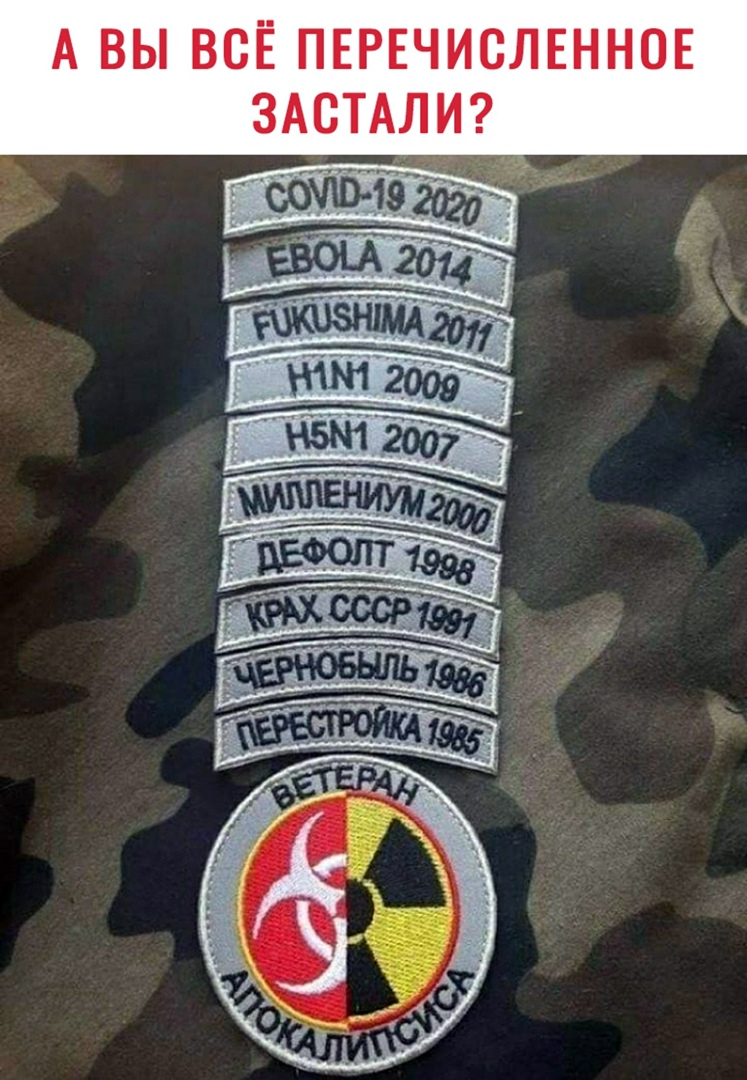 А ВЫ ВСЁ ПЕРЕЧИСЛЕННОЕ
ЗАСТАЛИ?
COVID-19 2020
EBOLA 2014
FUKUSHIMA 2011
H1N1 2009
H5N1 2007
МИЛЛЕНИУМ 2000
ДЕФОЛТ 1998
КРАХ СССР 1991
ЧЕРНОБЫЛЬ 1986
ПЕРЕСТРОЙКА 1985
ВЕТЕРАН
АПОКАЛИПСИСА